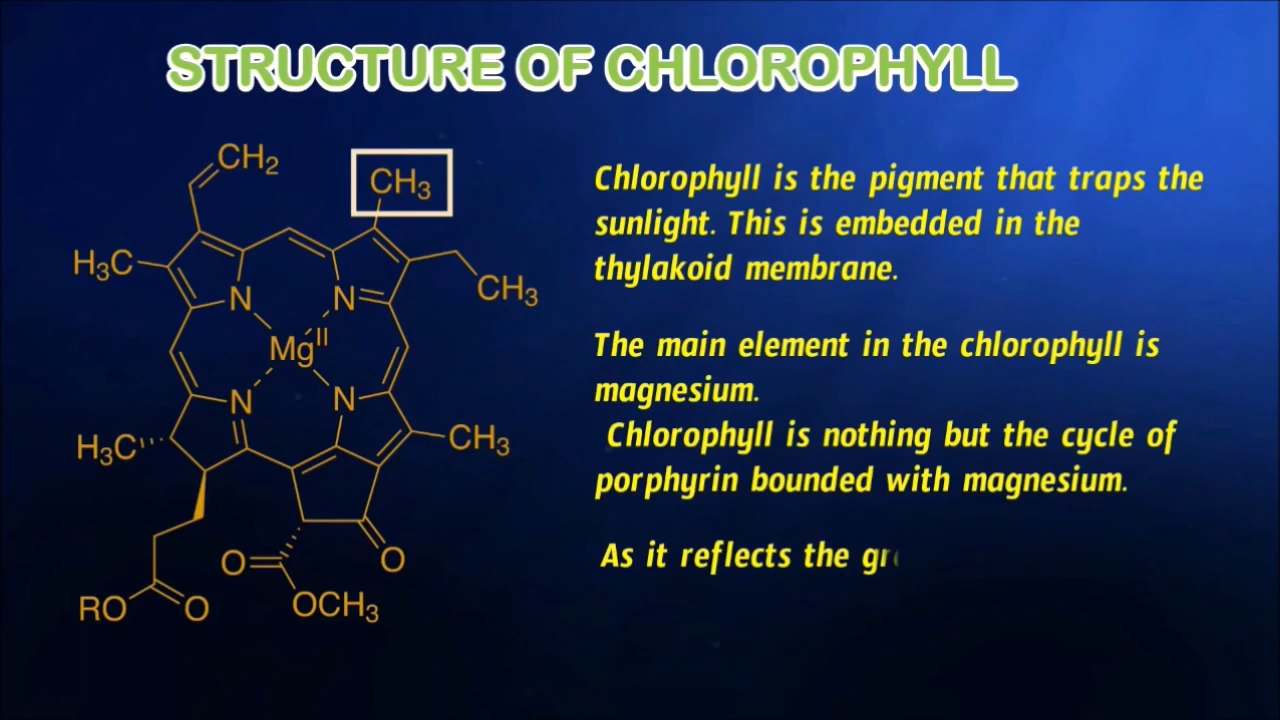 STRUCTURE OF CHLOROPHYLL
CH₂
CH₃
H₃C
CH₃
N
N
Mg^II
N
N
H₃C
CH₃
O
O
RO
O
OCH₃
Chlorophyll is the pigment that traps the
sunlight. This is embedded in the
thylakoid membrane.
The main element in the chlorophyll is
magnesium.
Chlorophyll is nothing but the cycle of
porphyrin bounded with magnesium.
As it reflects the